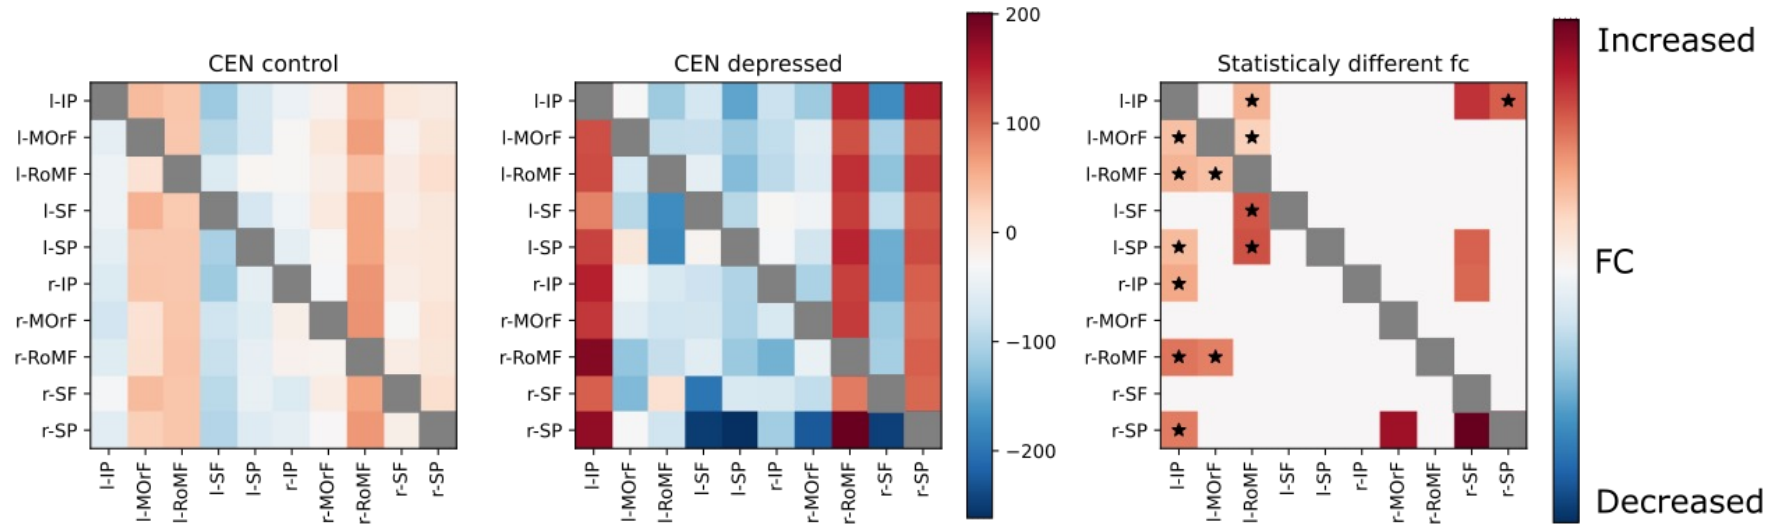 CEN control
l-IP
l-MOrF
l-RoMF
l-SF
l-SP
r-IP
r-MOrF
r-RoMF
r-SF
r-SP
l-IP
l-MOrF
l-RoMF
l-SF
l-SP
r-IP
r-MOrF
r-RoMF
r-SF
r-SP
CEN depressed
l-IP
l-MOrF
l-RoMF
l-SF
l-SP
r-IP
r-MOrF
r-RoMF
r-SF
r-SP
l-IP
l-MOrF
l-RoMF
l-SF
l-SP
r-IP
r-MOrF
r-RoMF
r-SF
r-SP
200
100
0
−100
−200
Statisticaly different fc
l-IP
l-MOrF
l-RoMF
l-SF
l-SP
r-IP
r-MOrF
r-RoMF
r-SF
r-SP
l-IP
l-MOrF
l-RoMF
l-SF
l-SP
r-IP
r-MOrF
r-RoMF
r-SF
r-SP
Increased
FC
Decreased